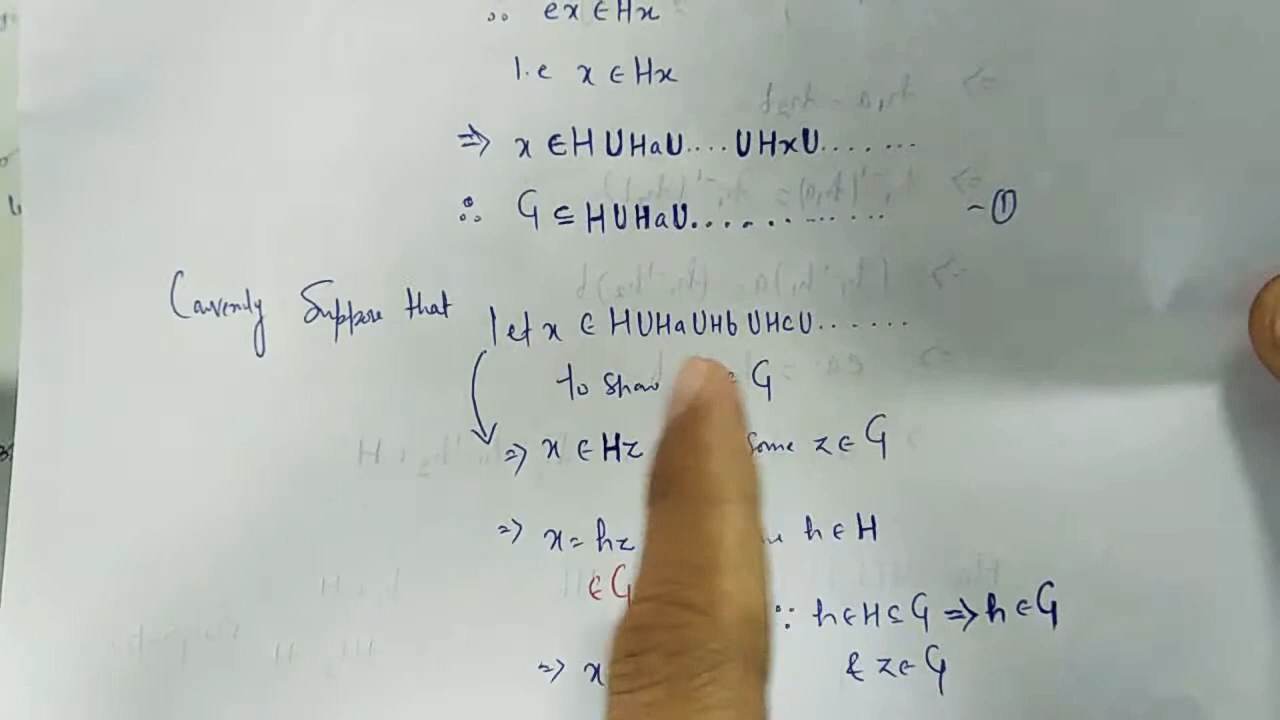 ∴ ex ∈ Hx
I.e x ∈ Hx
⇒ x ∈ H U Ha U.... U Hx U.......
∴ G ⊆ H U Ha U.............. -①
Conversely Suppose that let x ∈ H U Ha U Hb U Hc U......
to show G
⇒ x ∈ Hz some z ∈ G
⇒ x = hz h ∈ H
∈ G ∵ h ∈ H ⊆ G ⇒ h ∈ G
⇒ x & z ∈ G